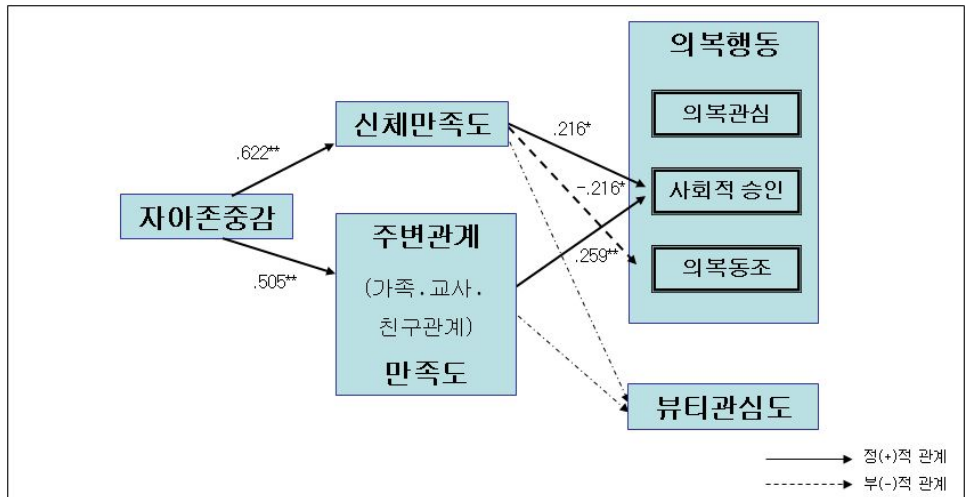 의복행동
의복관심
신체만족도
.216*
.622**
-.216*
사회적 승인
자아존중감
주변관계
.259**
의복동조
.505**
(가족.교사.
친구관계)
만족도
뷰티관심도
정(+)적 관계
부(-)적 관계